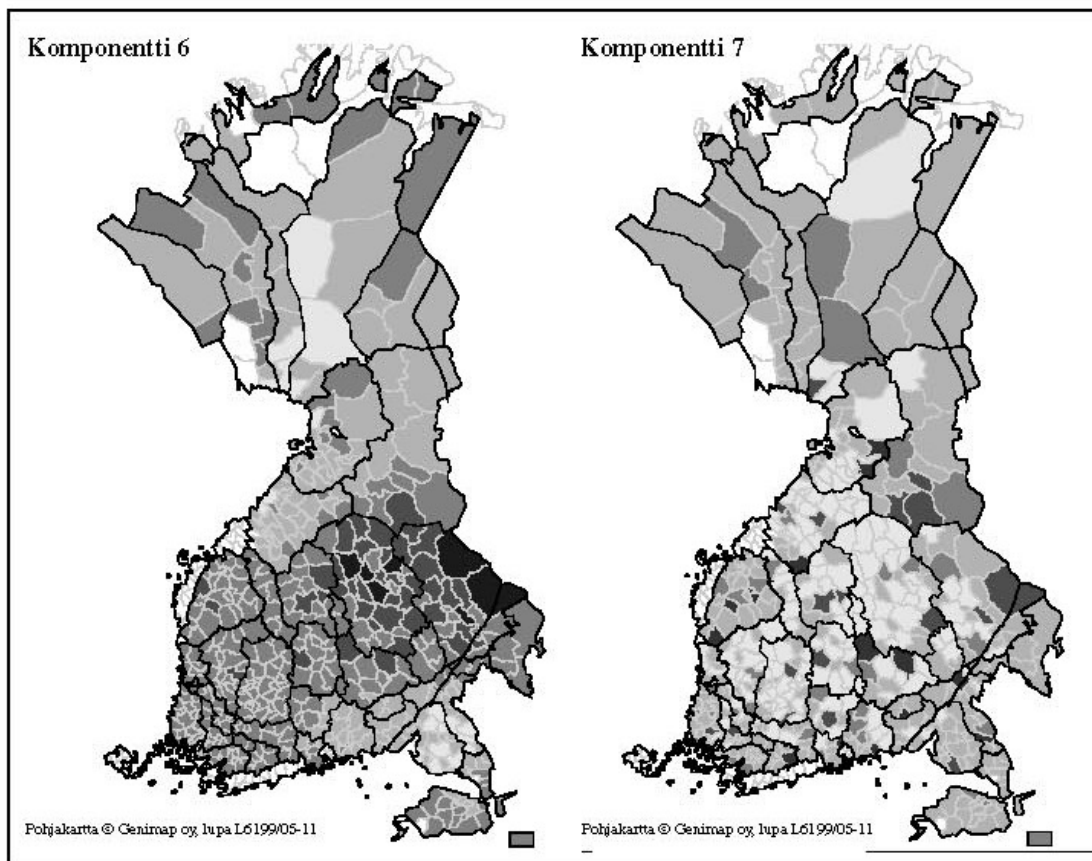 Komponentti 6
Komponentti 7
Pohjakartta © Genimap oy, lupa L6199/05-11
Pohjakartta © Genimap oy, lupa L6199/05-11